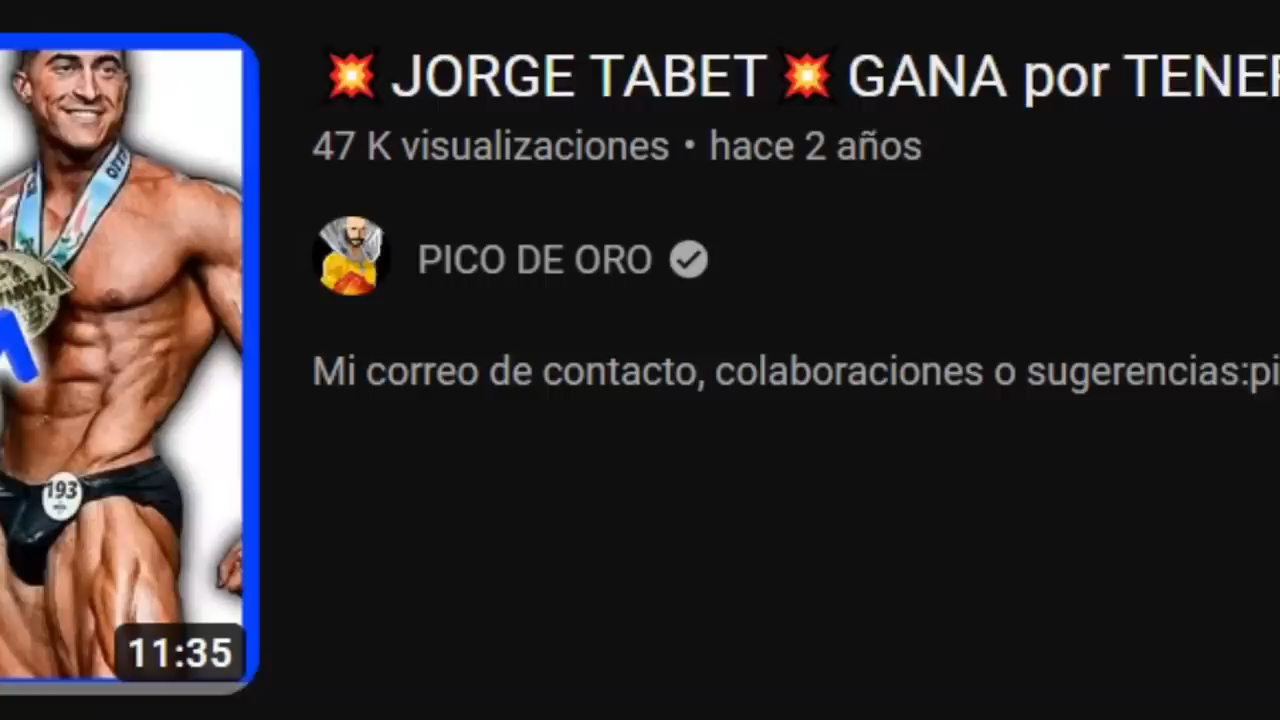 💥 JORGE TABET 💥 GANA por TENER
47 K visualizaciones • hace 2 años
PICO DE ORO
Mi correo de contacto, colaboraciones o sugerencias:pi
193
11:35